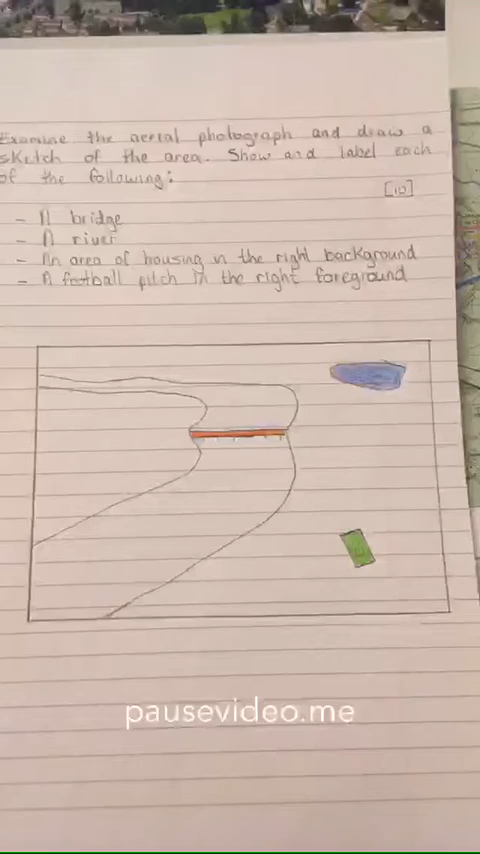 Examine the aerial photograph and draw a
sketch of the area. Show and label each
of the following:
[10]
- A bridge
- A river
- An area of housing in the right background
- A football pitch in the right foreground
pausevideo.me